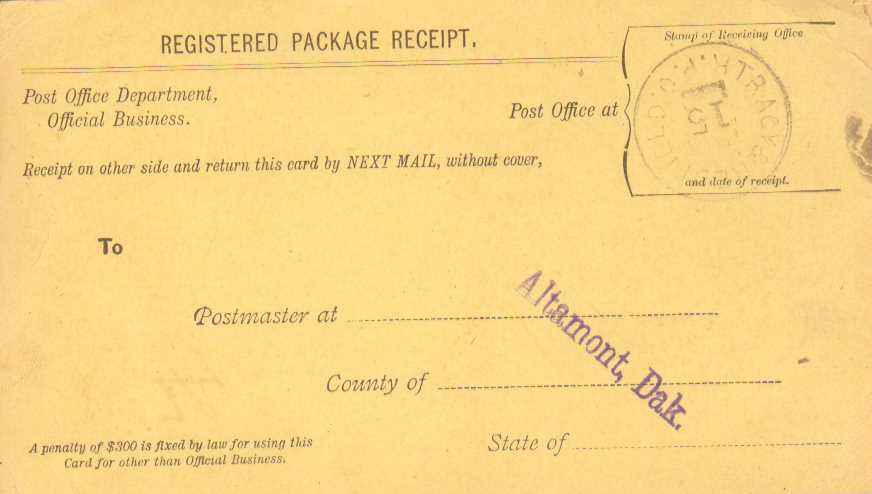 REGISTERED PACKAGE RECEIPT.
Stamp of Receiving Office
Post Office Department,
Official Business.
Post Office at
Receipt on other side and return this card by NEXT MAIL, without cover,
and date of receipt.
To
Postmaster at
Altamont, Dak.
County of
State of
A penalty of $300 is fixed by law for using this
Card for other than Official Business.